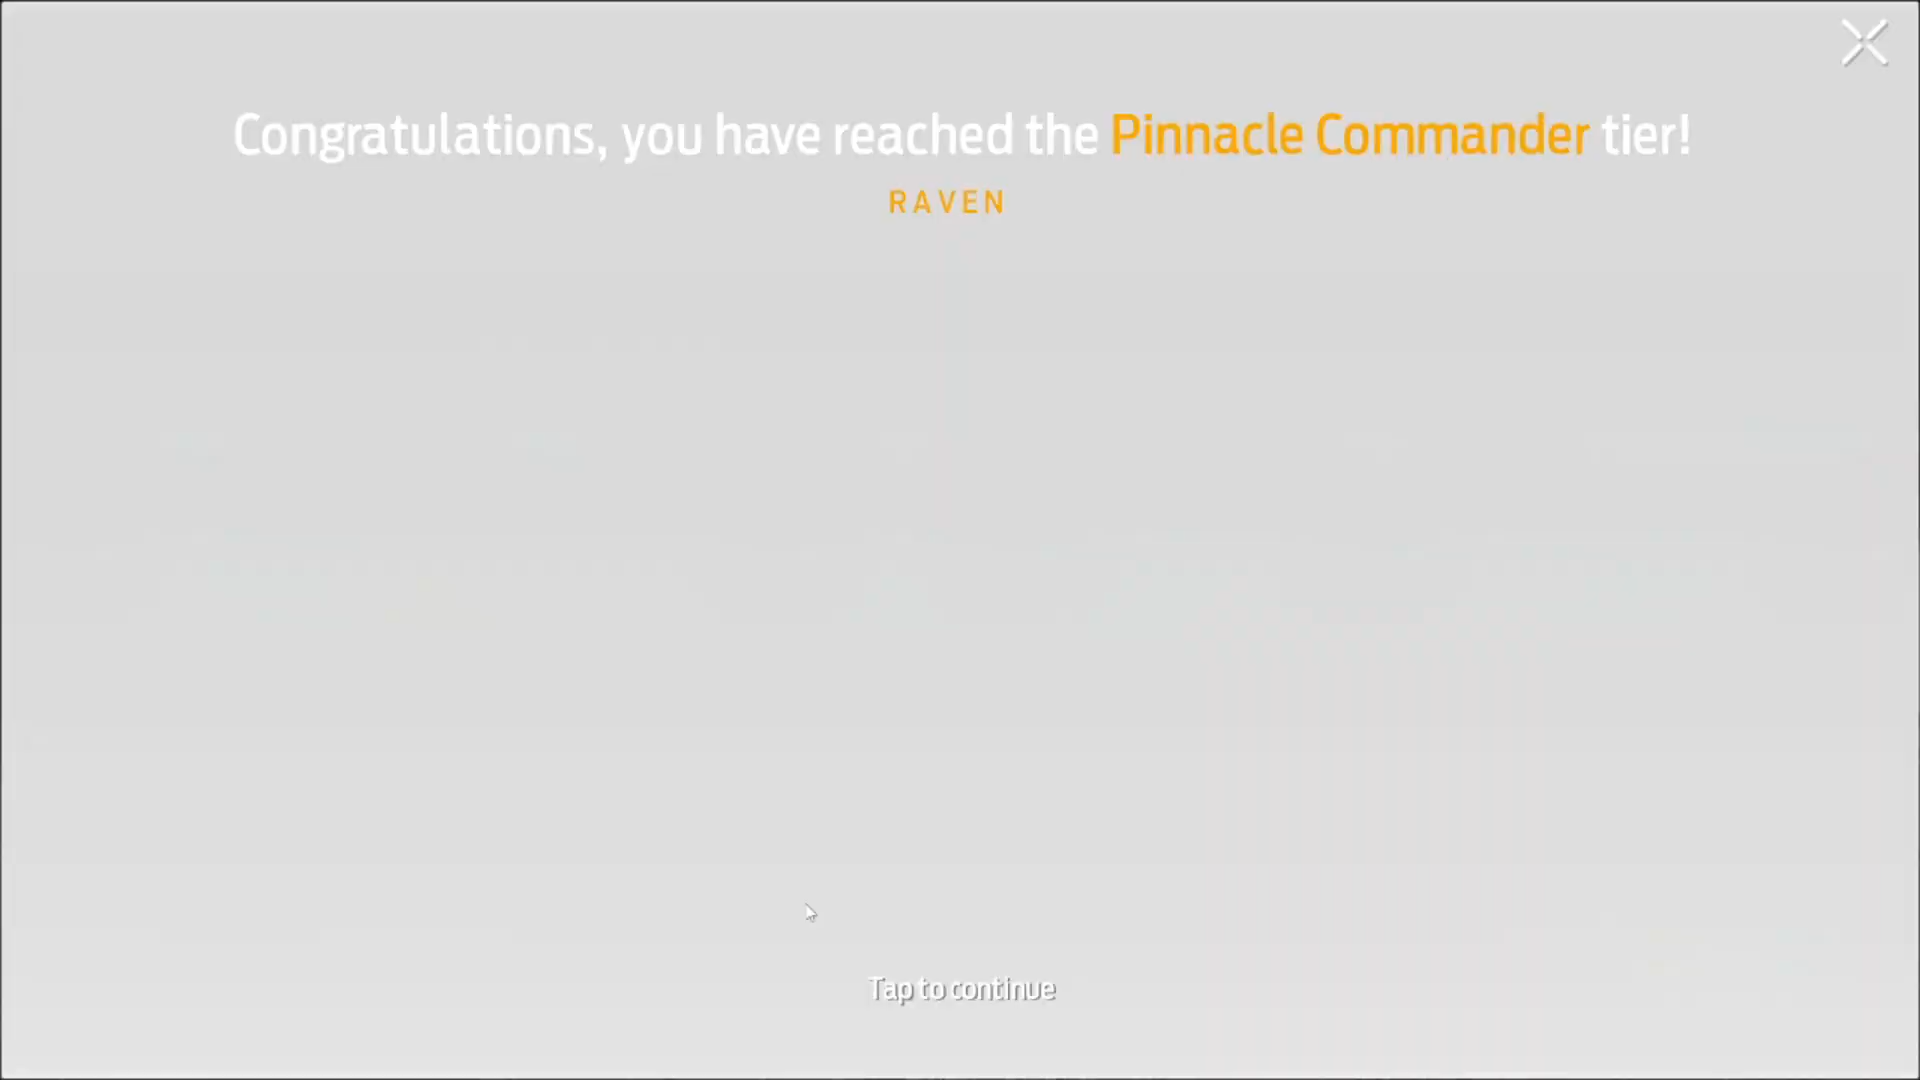 Congratulations, you have reached the Pinnacle Commander tier!
RAVEN
Tap to continue